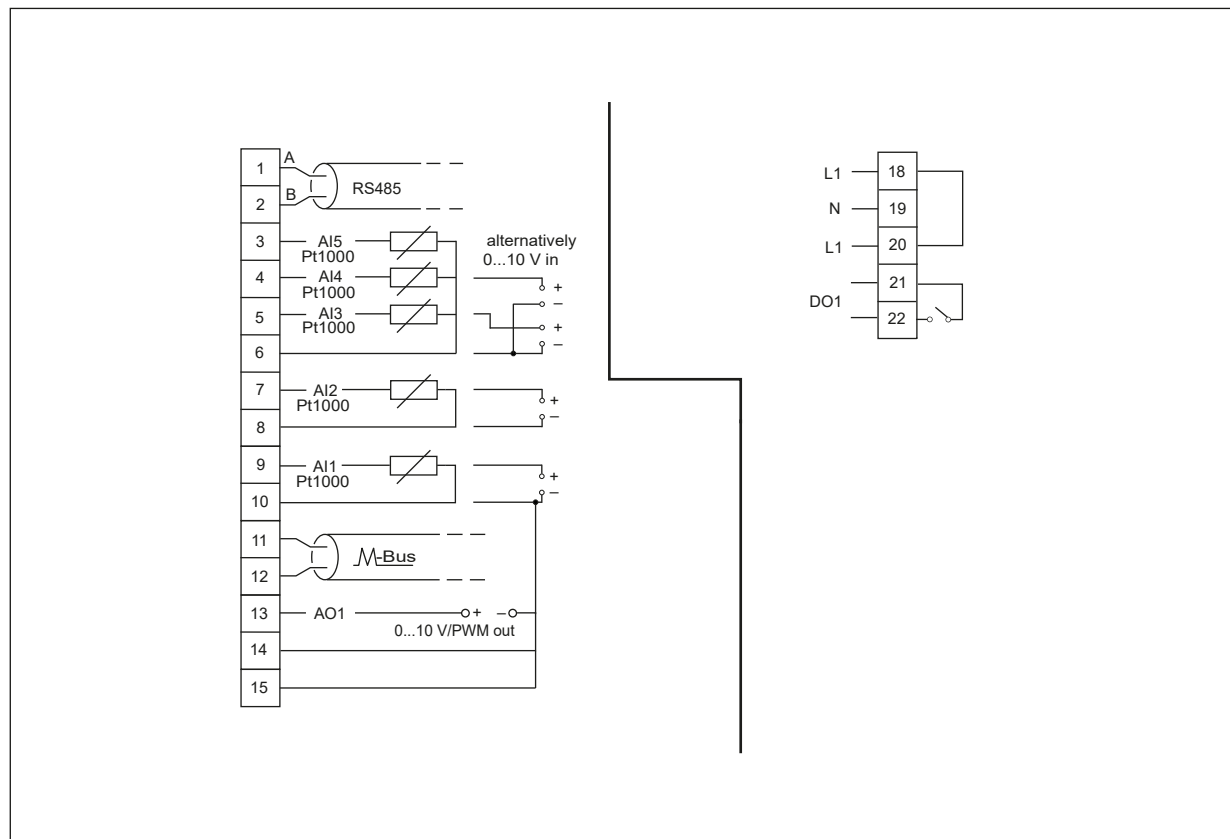 1
A
RS485
2
B
3
AI5
Pt1000
alternatively
0...10 V in
4
AI4
Pt1000
+
–
5
AI3
Pt1000
+
–
6
7
AI2
Pt1000
+
–
8
9
AI1
Pt1000
+
–
10
11
M-Bus
12
13
AO1
+ –
0...10 V/PWM out
14
15
L1 18
N 19
L1 20
21
DO1
22